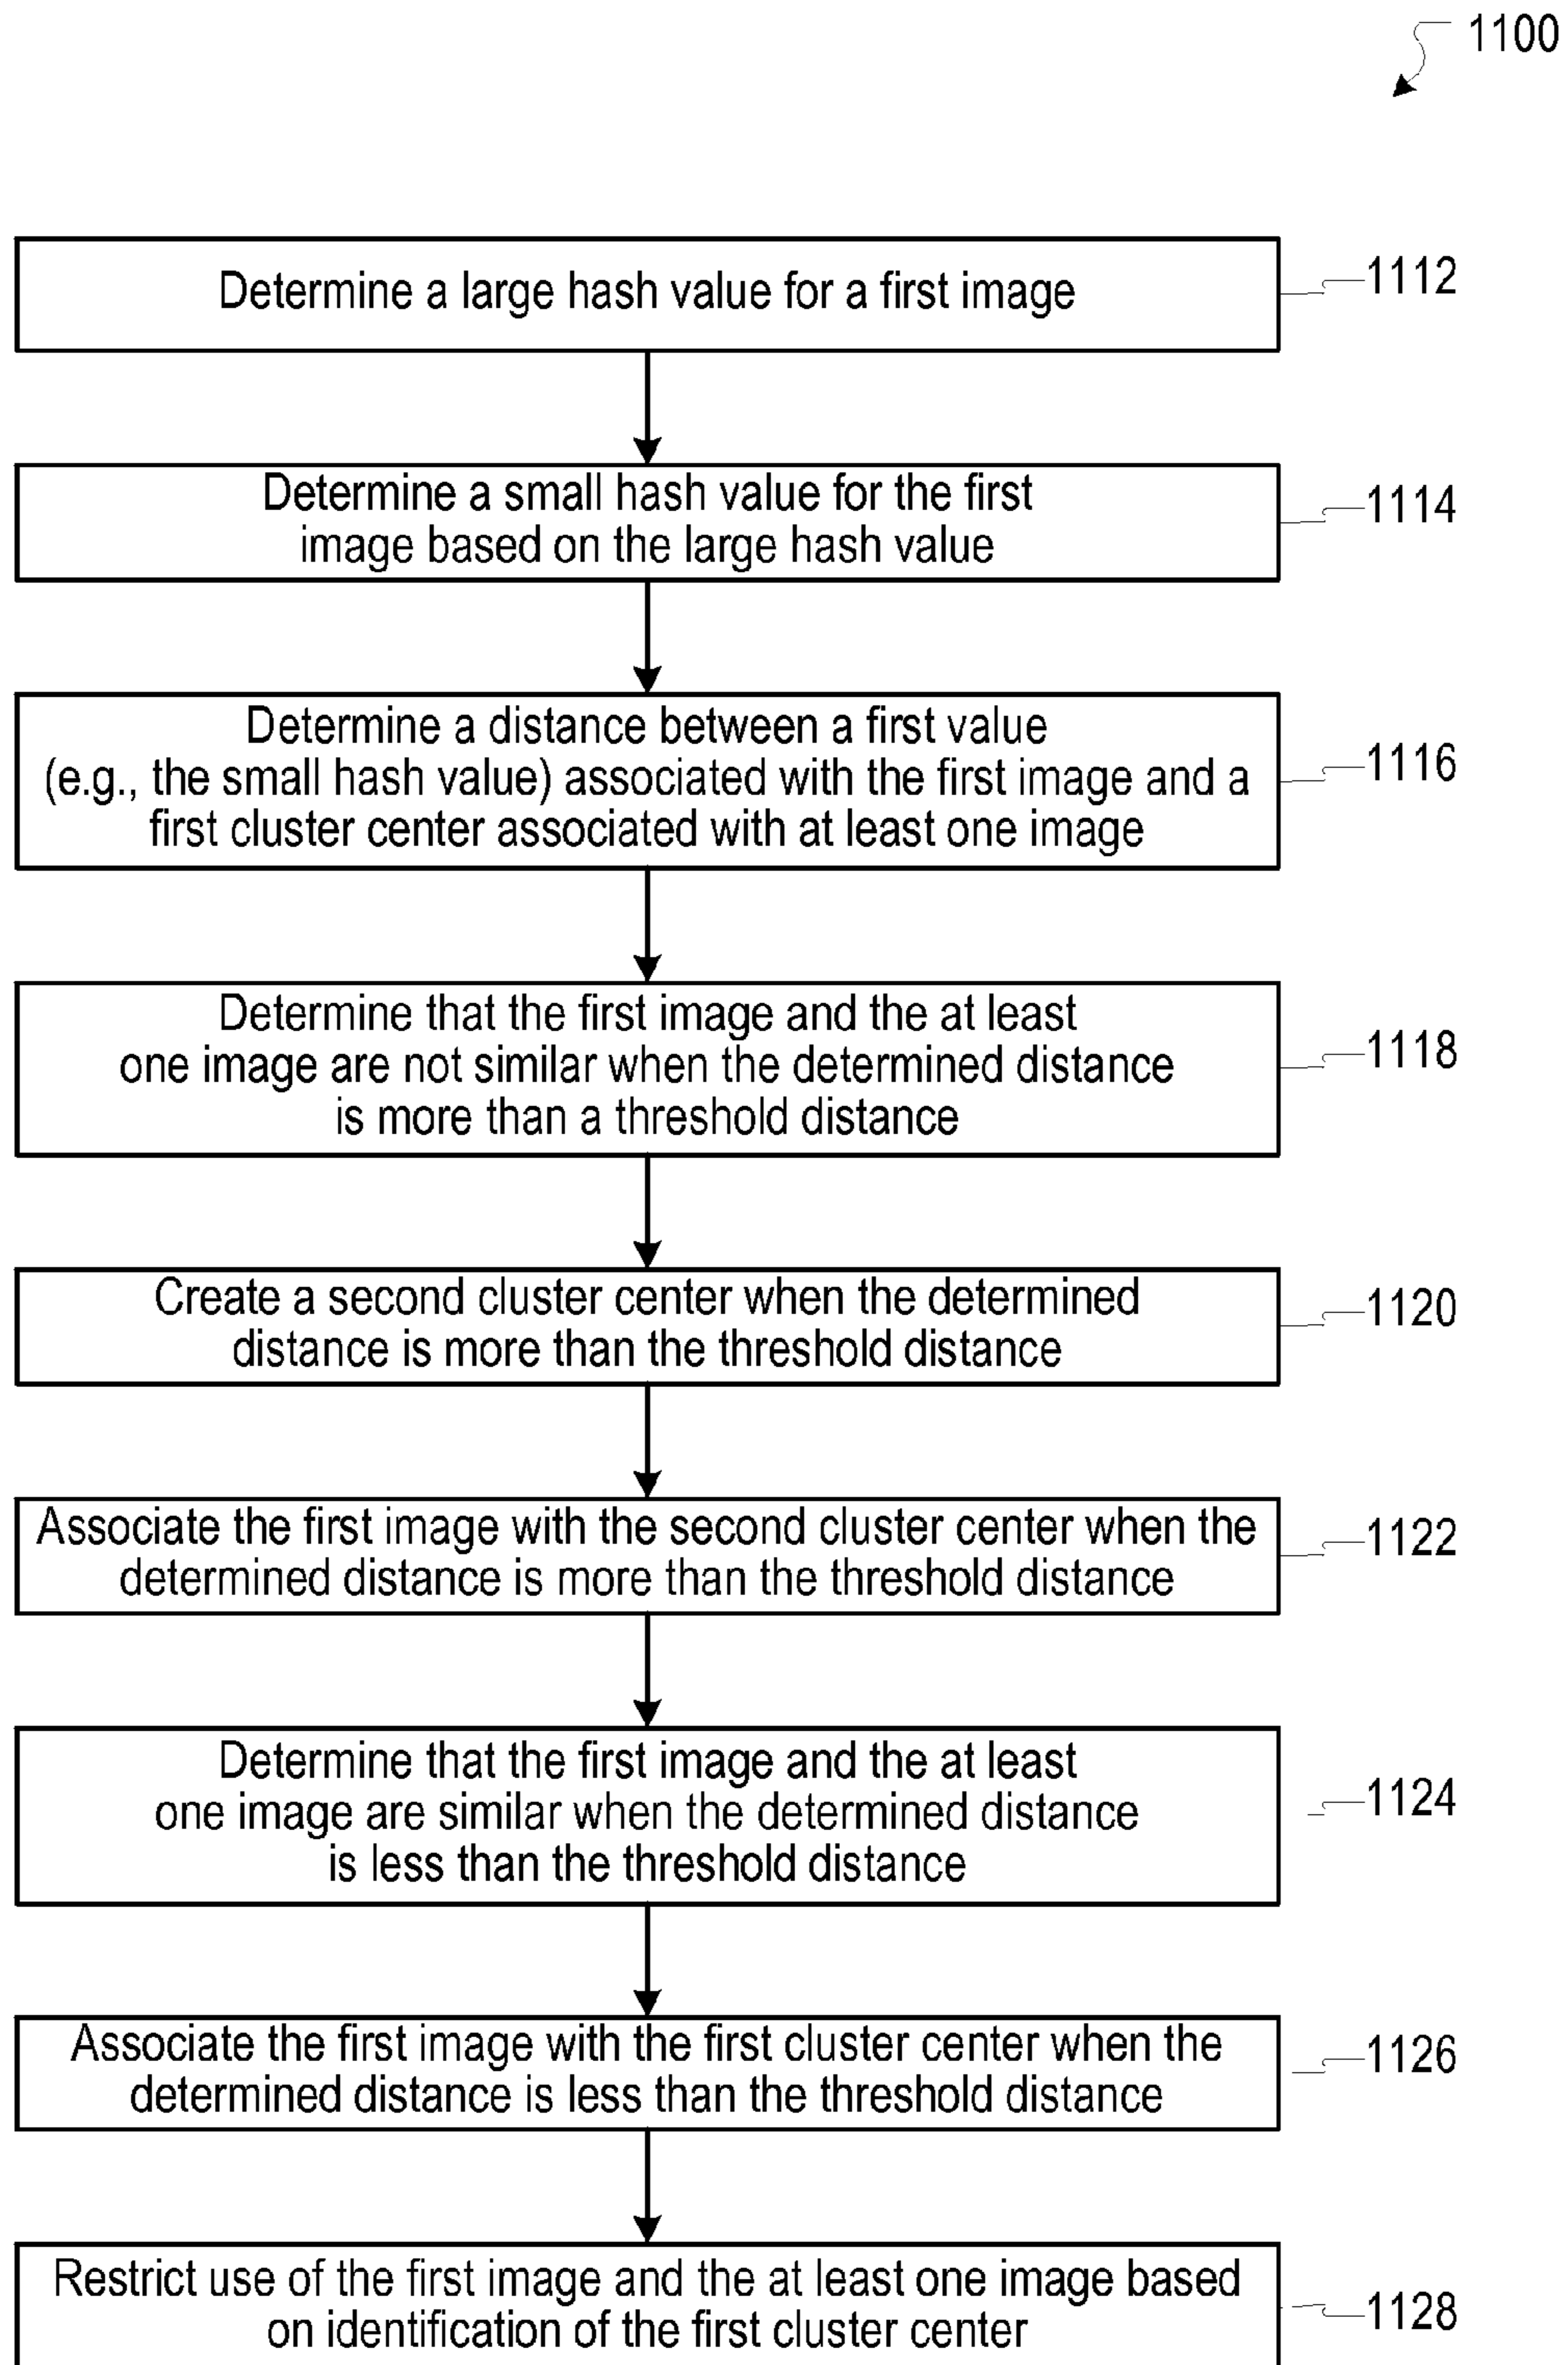 1100
Determine a large hash value for a first image
1112
Determine a small hash value for the first
image based on the large hash value
1114
Determine a distance between a first value
(e.g., the small hash value) associated with the first image and a
first cluster center associated with at least one image
1116
Determine that the first image and the at least
one image are not similar when the determined distance
is more than a threshold distance
1118
Create a second cluster center when the determined
distance is more than the threshold distance
1120
Associate the first image with the second cluster center when the
determined distance is more than the threshold distance
1122
Determine that the first image and the at least
one image are similar when the determined distance
is less than the threshold distance
1124
Associate the first image with the first cluster center when the
determined distance is less than the threshold distance
1126
Restrict use of the first image and the at least one image based
on identification of the first cluster center
1128